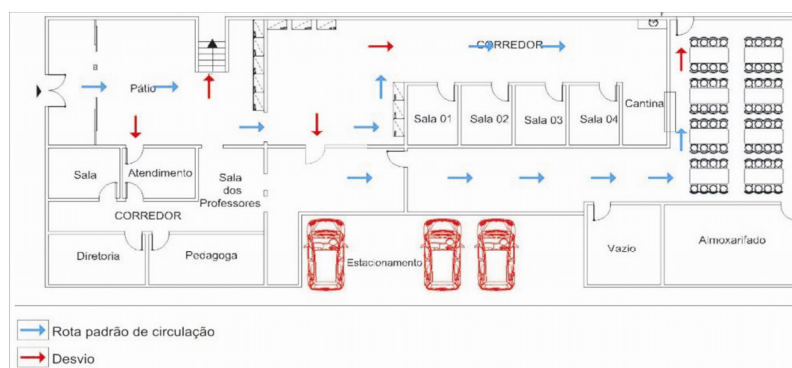 CORREDOR
Pátio
Sala 01
Sala 02
Sala 03
Sala 04
Cantina
Sala
Atendimento
Sala
dos
Professores
CORREDOR
Diretoria
Pedagoga
Estacionamento
Vazio
Almoxarifado
Rota padrão de circulação
Desvio